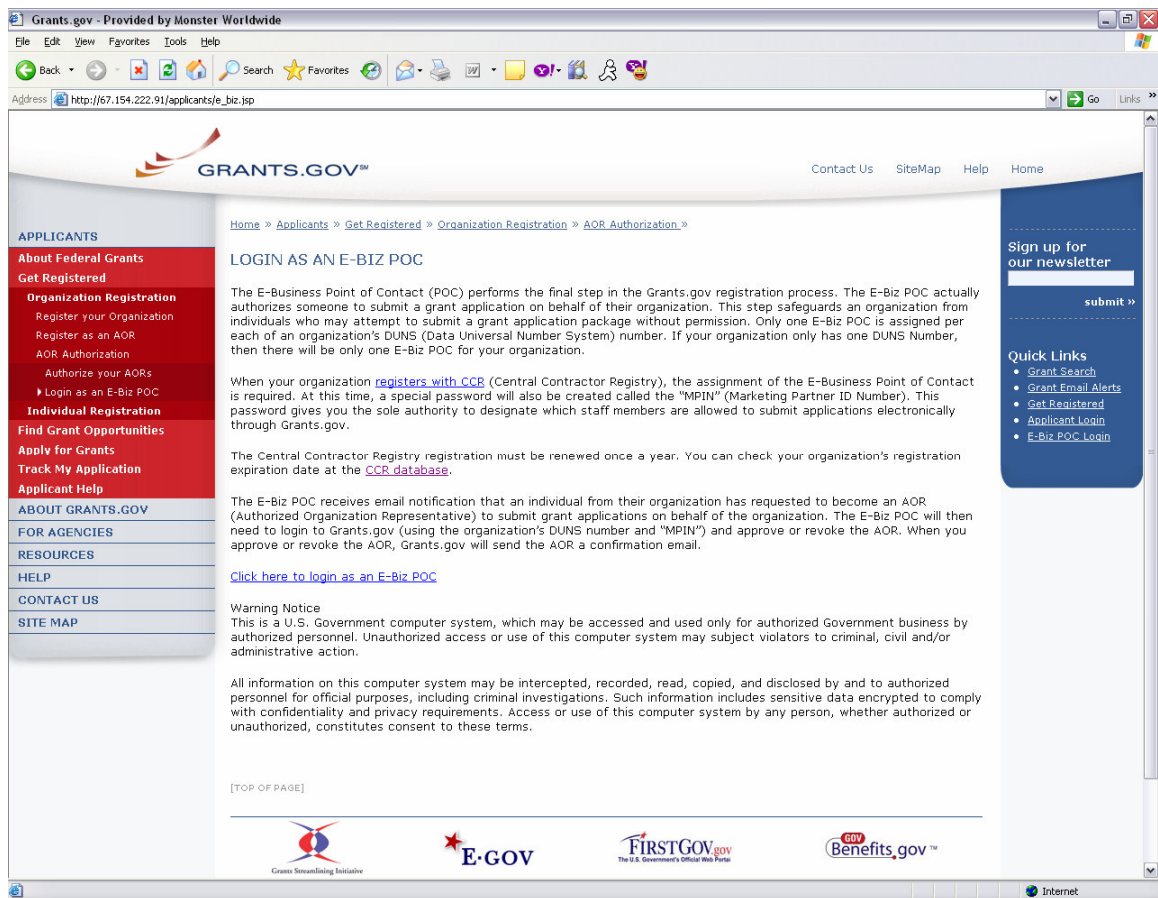 Grants.gov - Provided by Monster Worldwide
File Edit View Favorites Tools Help
Back Search Favorites
Address http://67.154.222.91/applicants/e_biz.jsp Go Links »
GRANTS.GOV℠
Contact Us SiteMap Help Home
APPLICANTS
About Federal Grants
Get Registered
Organization Registration
Register your Organization
Register as an AOR
AOR Authorization
Authorize your AORs
Login as an E-Biz POC
Individual Registration
Find Grant Opportunities
Apply for Grants
Track My Application
Applicant Help
ABOUT GRANTS.GOV
FOR AGENCIES
RESOURCES
HELP
CONTACT US
SITE MAP
Home » Applicants » Get Registered » Organization Registration » AOR Authorization »
LOGIN AS AN E-BIZ POC
The E-Business Point of Contact (POC) performs the final step in the Grants.gov registration process. The E-Biz POC actually
authorizes someone to submit a grant application on behalf of their organization. This step safeguards an organization from
individuals who may attempt to submit a grant application package without permission. Only one E-Biz POC is assigned per
each of an organization's DUNS (Data Universal Number System) number. If your organization only has one DUNS Number,
then there will be only one E-Biz POC for your organization.
When your organization registers with CCR (Central Contractor Registry), the assignment of the E-Business Point of Contact
is required. At this time, a special password will also be created called the "MPIN" (Marketing Partner ID Number). This
password gives you the sole authority to designate which staff members are allowed to submit applications electronically
through Grants.gov.
The Central Contractor Registry registration must be renewed once a year. You can check your organization's registration
expiration date at the CCR database.
The E-Biz POC receives email notification that an individual from their organization has requested to become an AOR
(Authorized Organization Representative) to submit grant applications on behalf of the organization. The E-Biz POC will then
need to login to Grants.gov (using the organization's DUNS number and "MPIN") and approve or revoke the AOR. When you
approve or revoke the AOR, Grants.gov will send the AOR a confirmation email.
Click here to login as an E-Biz POC
Warning Notice
This is a U.S. Government computer system, which may be accessed and used only for authorized Government business by
authorized personnel. Unauthorized access or use of this computer system may subject violators to criminal, civil and/or
administrative action.
All information on this computer system may be intercepted, recorded, read, copied, and disclosed by and to authorized
personnel for official purposes, including criminal investigations. Such information includes sensitive data encrypted to comply
with confidentiality and privacy requirements. Access or use of this computer system by any person, whether authorized or
unauthorized, constitutes consent to these terms.
[TOP OF PAGE]
Sign up for
our newsletter
submit »
Quick Links
Grant Search
Grant Email Alerts
Get Registered
Applicant Login
E-Biz POC Login
Grants Streamlining Initiative
E·GOV
FIRSTGOV.gov
The U.S. Government's Official Web Portal
GOV
Benefits.gov ™
Internet